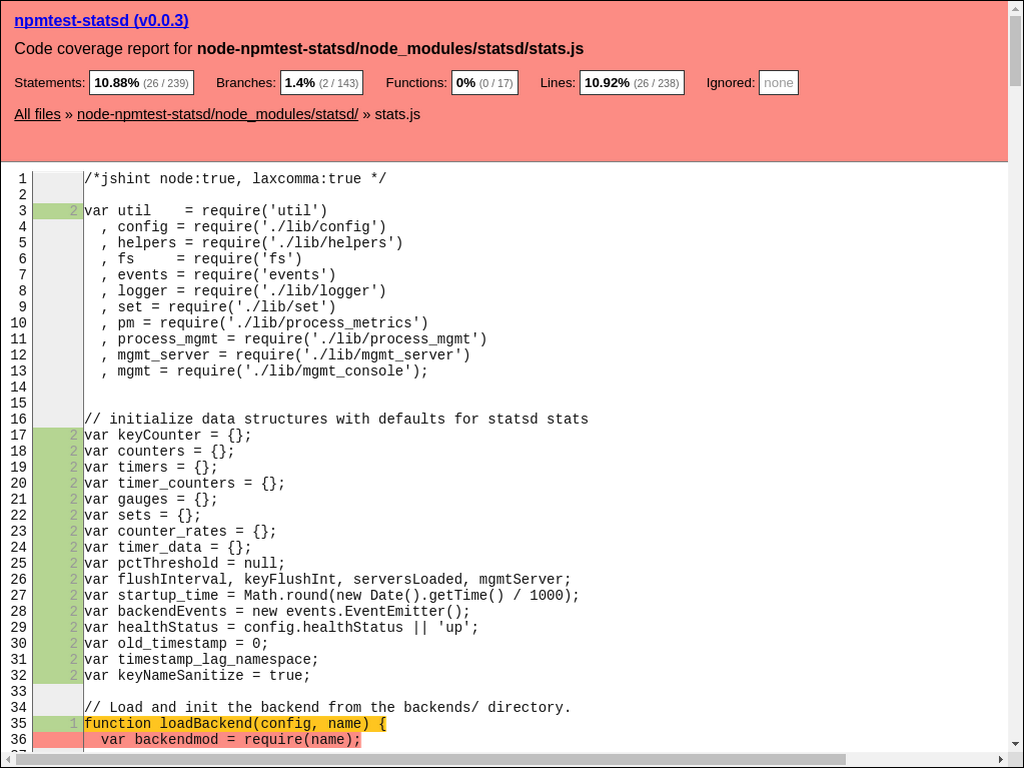 npmtest-statsd (v0.0.3)
Code coverage report for node-npmtest-statsd/node_modules/statsd/stats.js
Statements: 10.88% (26 / 239) Branches: 1.4% (2 / 143) Functions: 0% (0 / 17) Lines: 10.92% (26 / 238) Ignored: none
All files » node-npmtest-statsd/node_modules/statsd/ » stats.js
1 /*jshint node:true, laxcomma:true */
2
3 2 var util    = require('util')
4   , config = require('./lib/config')
5   , helpers = require('./lib/helpers')
6   , fs     = require('fs')
7   , events = require('events')
8   , logger = require('./lib/logger')
9   , set = require('./lib/set')
10   , pm = require('./lib/process_metrics')
11   , process_mgmt = require('./lib/process_mgmt')
12   , mgmt_server = require('./lib/mgmt_server')
13   , mgmt = require('./lib/mgmt_console');
14
15
16 // initialize data structures with defaults for statsd stats
17 2 var keyCounter = {};
18 2 var counters = {};
19 2 var timers = {};
20 2 var timer_counters = {};
21 2 var gauges = {};
22 2 var sets = {};
23 2 var counter_rates = {};
24 2 var timer_data = {};
25 2 var pctThreshold = null;
26 2 var flushInterval, keyFlushInt, serversLoaded, mgmtServer;
27 2 var startup_time = Math.round(new Date().getTime() / 1000);
28 2 var backendEvents = new events.EventEmitter();
29 2 var healthStatus = config.healthStatus || 'up';
30 2 var old_timestamp = 0;
31 2 var timestamp_lag_namespace;
32 2 var keyNameSanitize = true;
33
34 // Load and init the backend from the backends/ directory.
35 1 function loadBackend(config, name) {
36   var backendmod = require(name);